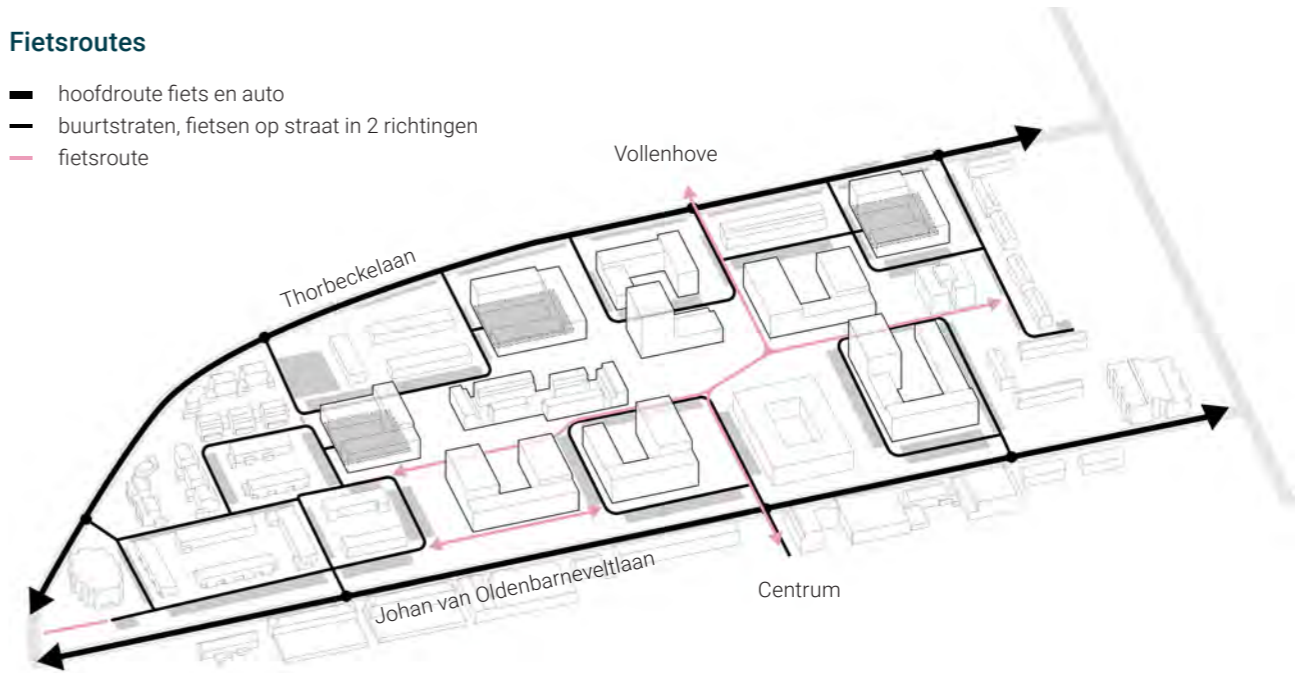 Fietsroutes
hoofdroute fiets en auto
buurtstraten, fietsen op straat in 2 richtingen
fietsroute
Vollenhove
Thorbeckelaan
Johan van Oldenbarneveltlaan
Centrum